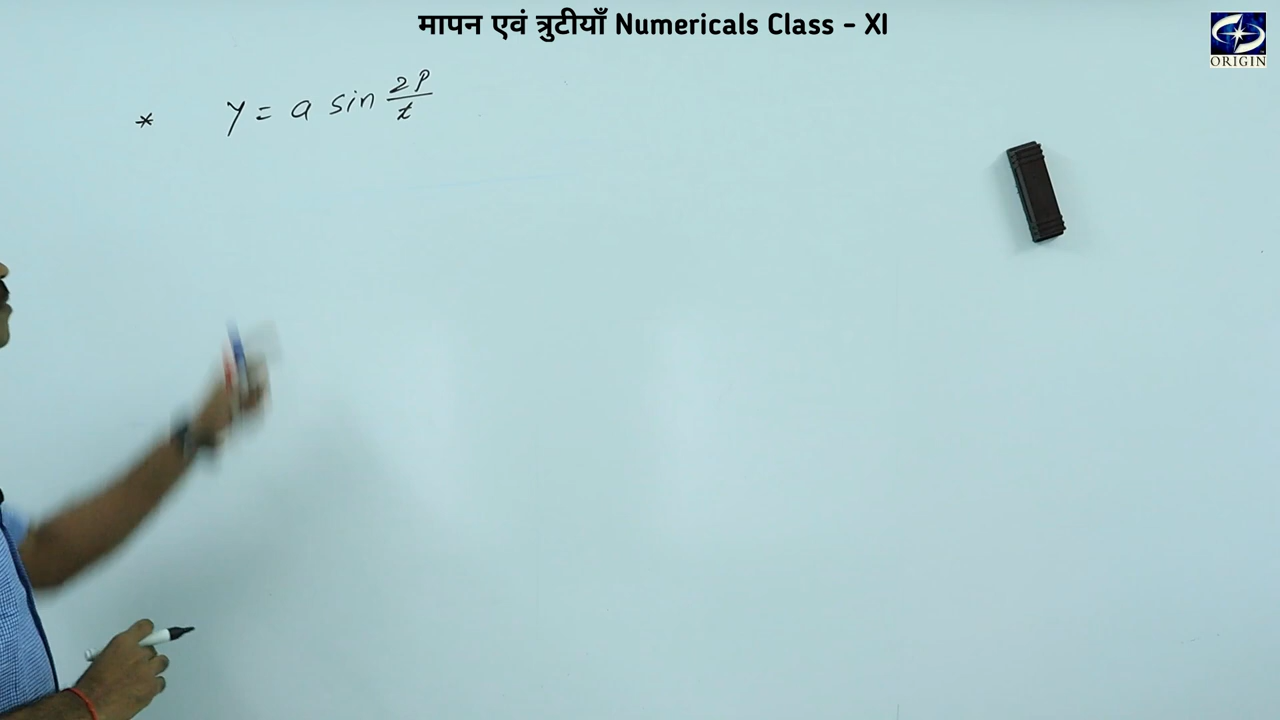 मापन एवं त्रुटीयाँ Numericals Class - XI
ORIGIN
* y = a sin 2P/t